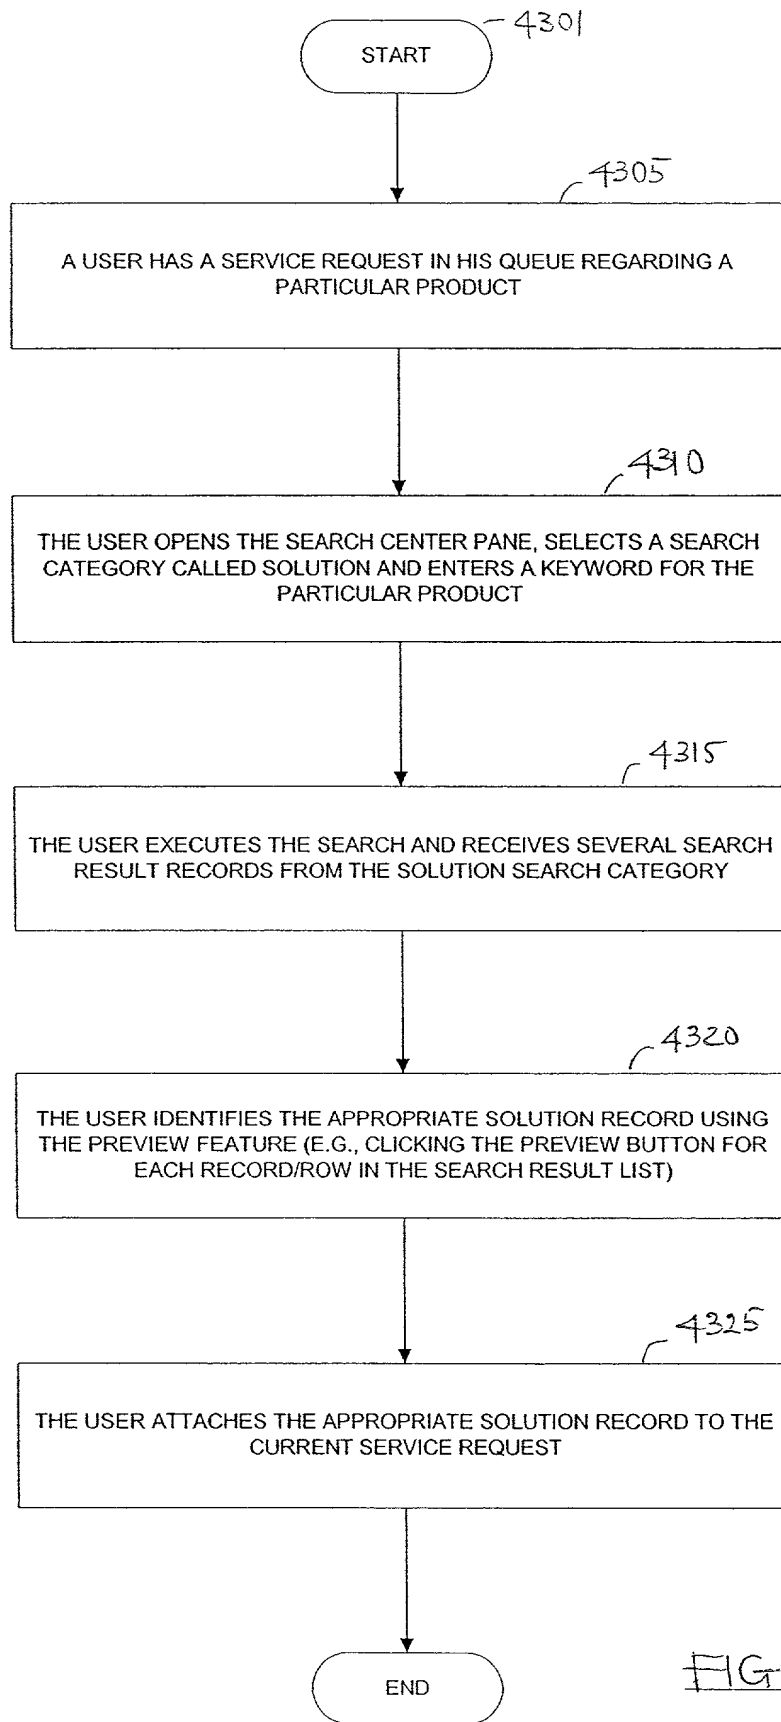 4301
START
4305
A USER HAS A SERVICE REQUEST IN HIS QUEUE REGARDING A
PARTICULAR PRODUCT
4310
THE USER OPENS THE SEARCH CENTER PANE, SELECTS A SEARCH
CATEGORY CALLED SOLUTION AND ENTERS A KEYWORD FOR THE
PARTICULAR PRODUCT
4315
THE USER EXECUTES THE SEARCH AND RECEIVES SEVERAL SEARCH
RESULT RECORDS FROM THE SOLUTION SEARCH CATEGORY
4320
THE USER IDENTIFIES THE APPROPRIATE SOLUTION RECORD USING
THE PREVIEW FEATURE (E.G., CLICKING THE PREVIEW BUTTON FOR
EACH RECORD/ROW IN THE SEARCH RESULT LIST)
4325
THE USER ATTACHES THE APPROPRIATE SOLUTION RECORD TO THE
CURRENT SERVICE REQUEST
END
FIG